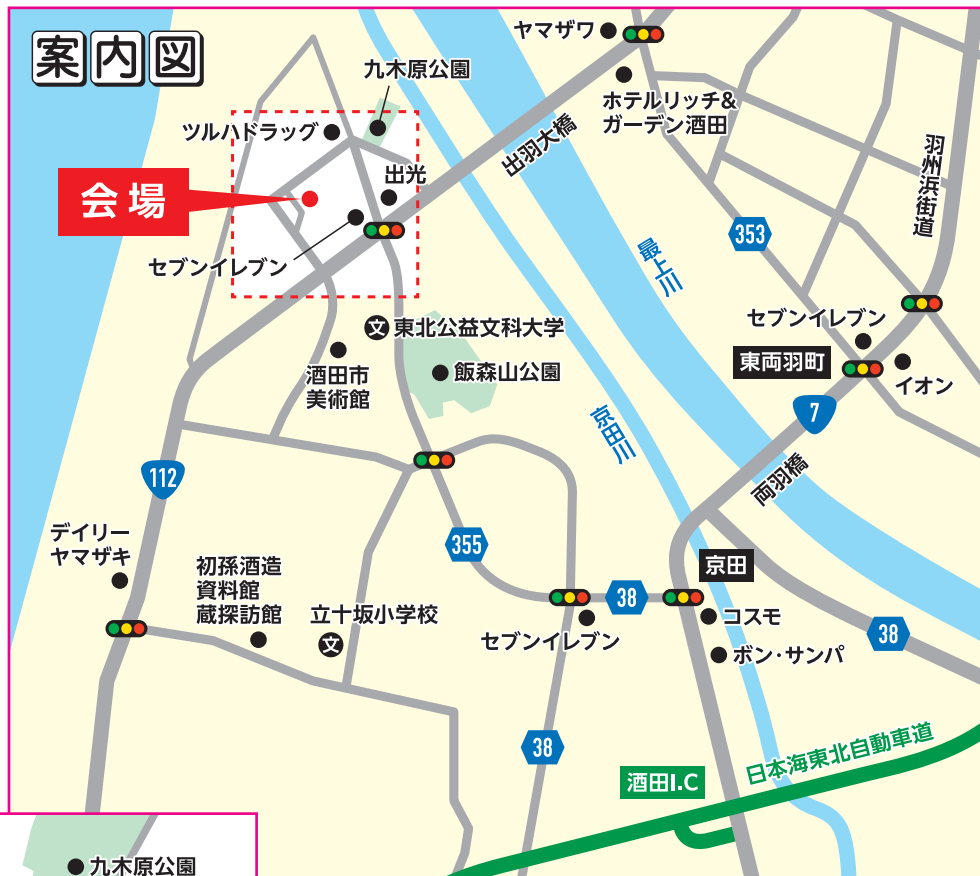 案内図
ヤマザワ
九木原公園
ホテルリッチ&
ガーデン酒田
ツルハドラッグ
出羽大橋
羽州浜街道
出光
会場
353
最上川
セブンイレブン
東北公益文科大学
セブンイレブン
東両羽町
酒田市
美術館
飯森山公園
イオン
7
京田川
両羽橋
112
デイリー
ヤマザキ
355
初孫酒造
資料館
蔵探訪館
京田
立十坂小学校
38
コスモ
セブンイレブン
38
ボン・サンパ
38
日本海東北自動車道
酒田I.C
九木原公園
文
文